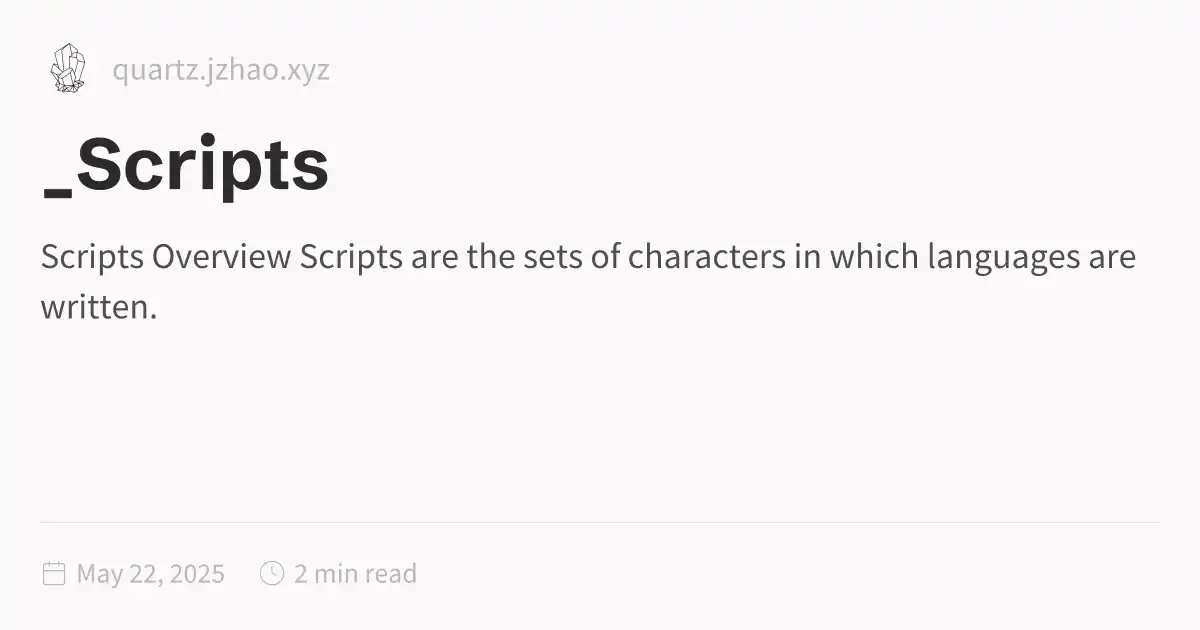 quartz.jzhao.xyz
_Scripts
Scripts Overview Scripts are the sets of characters in which languages are
written.
May 22, 2025 2 min read